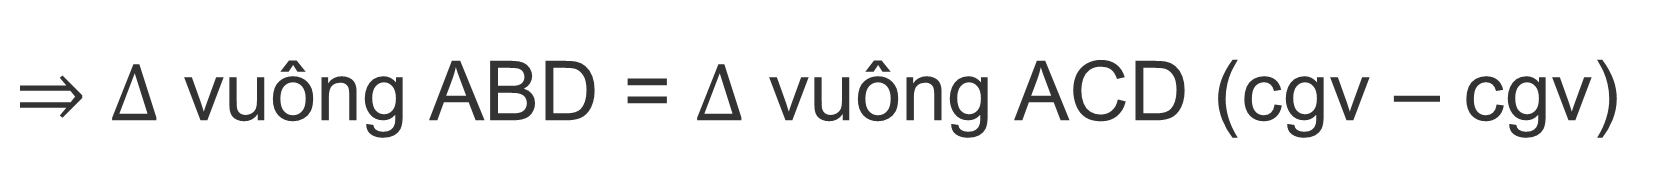 ⇒ Δ vuông ABD = Δ vuông ACD (cgv – cgv)